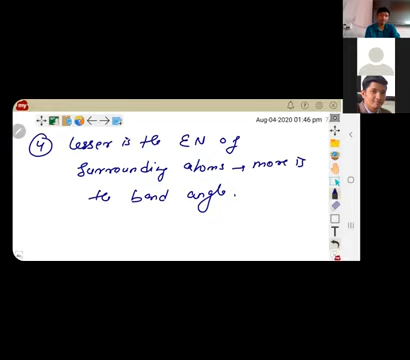 Aug-04-2020 01:46 pm
④ Lesser is the EN of
surrounding atoms → more is
the bond angle.